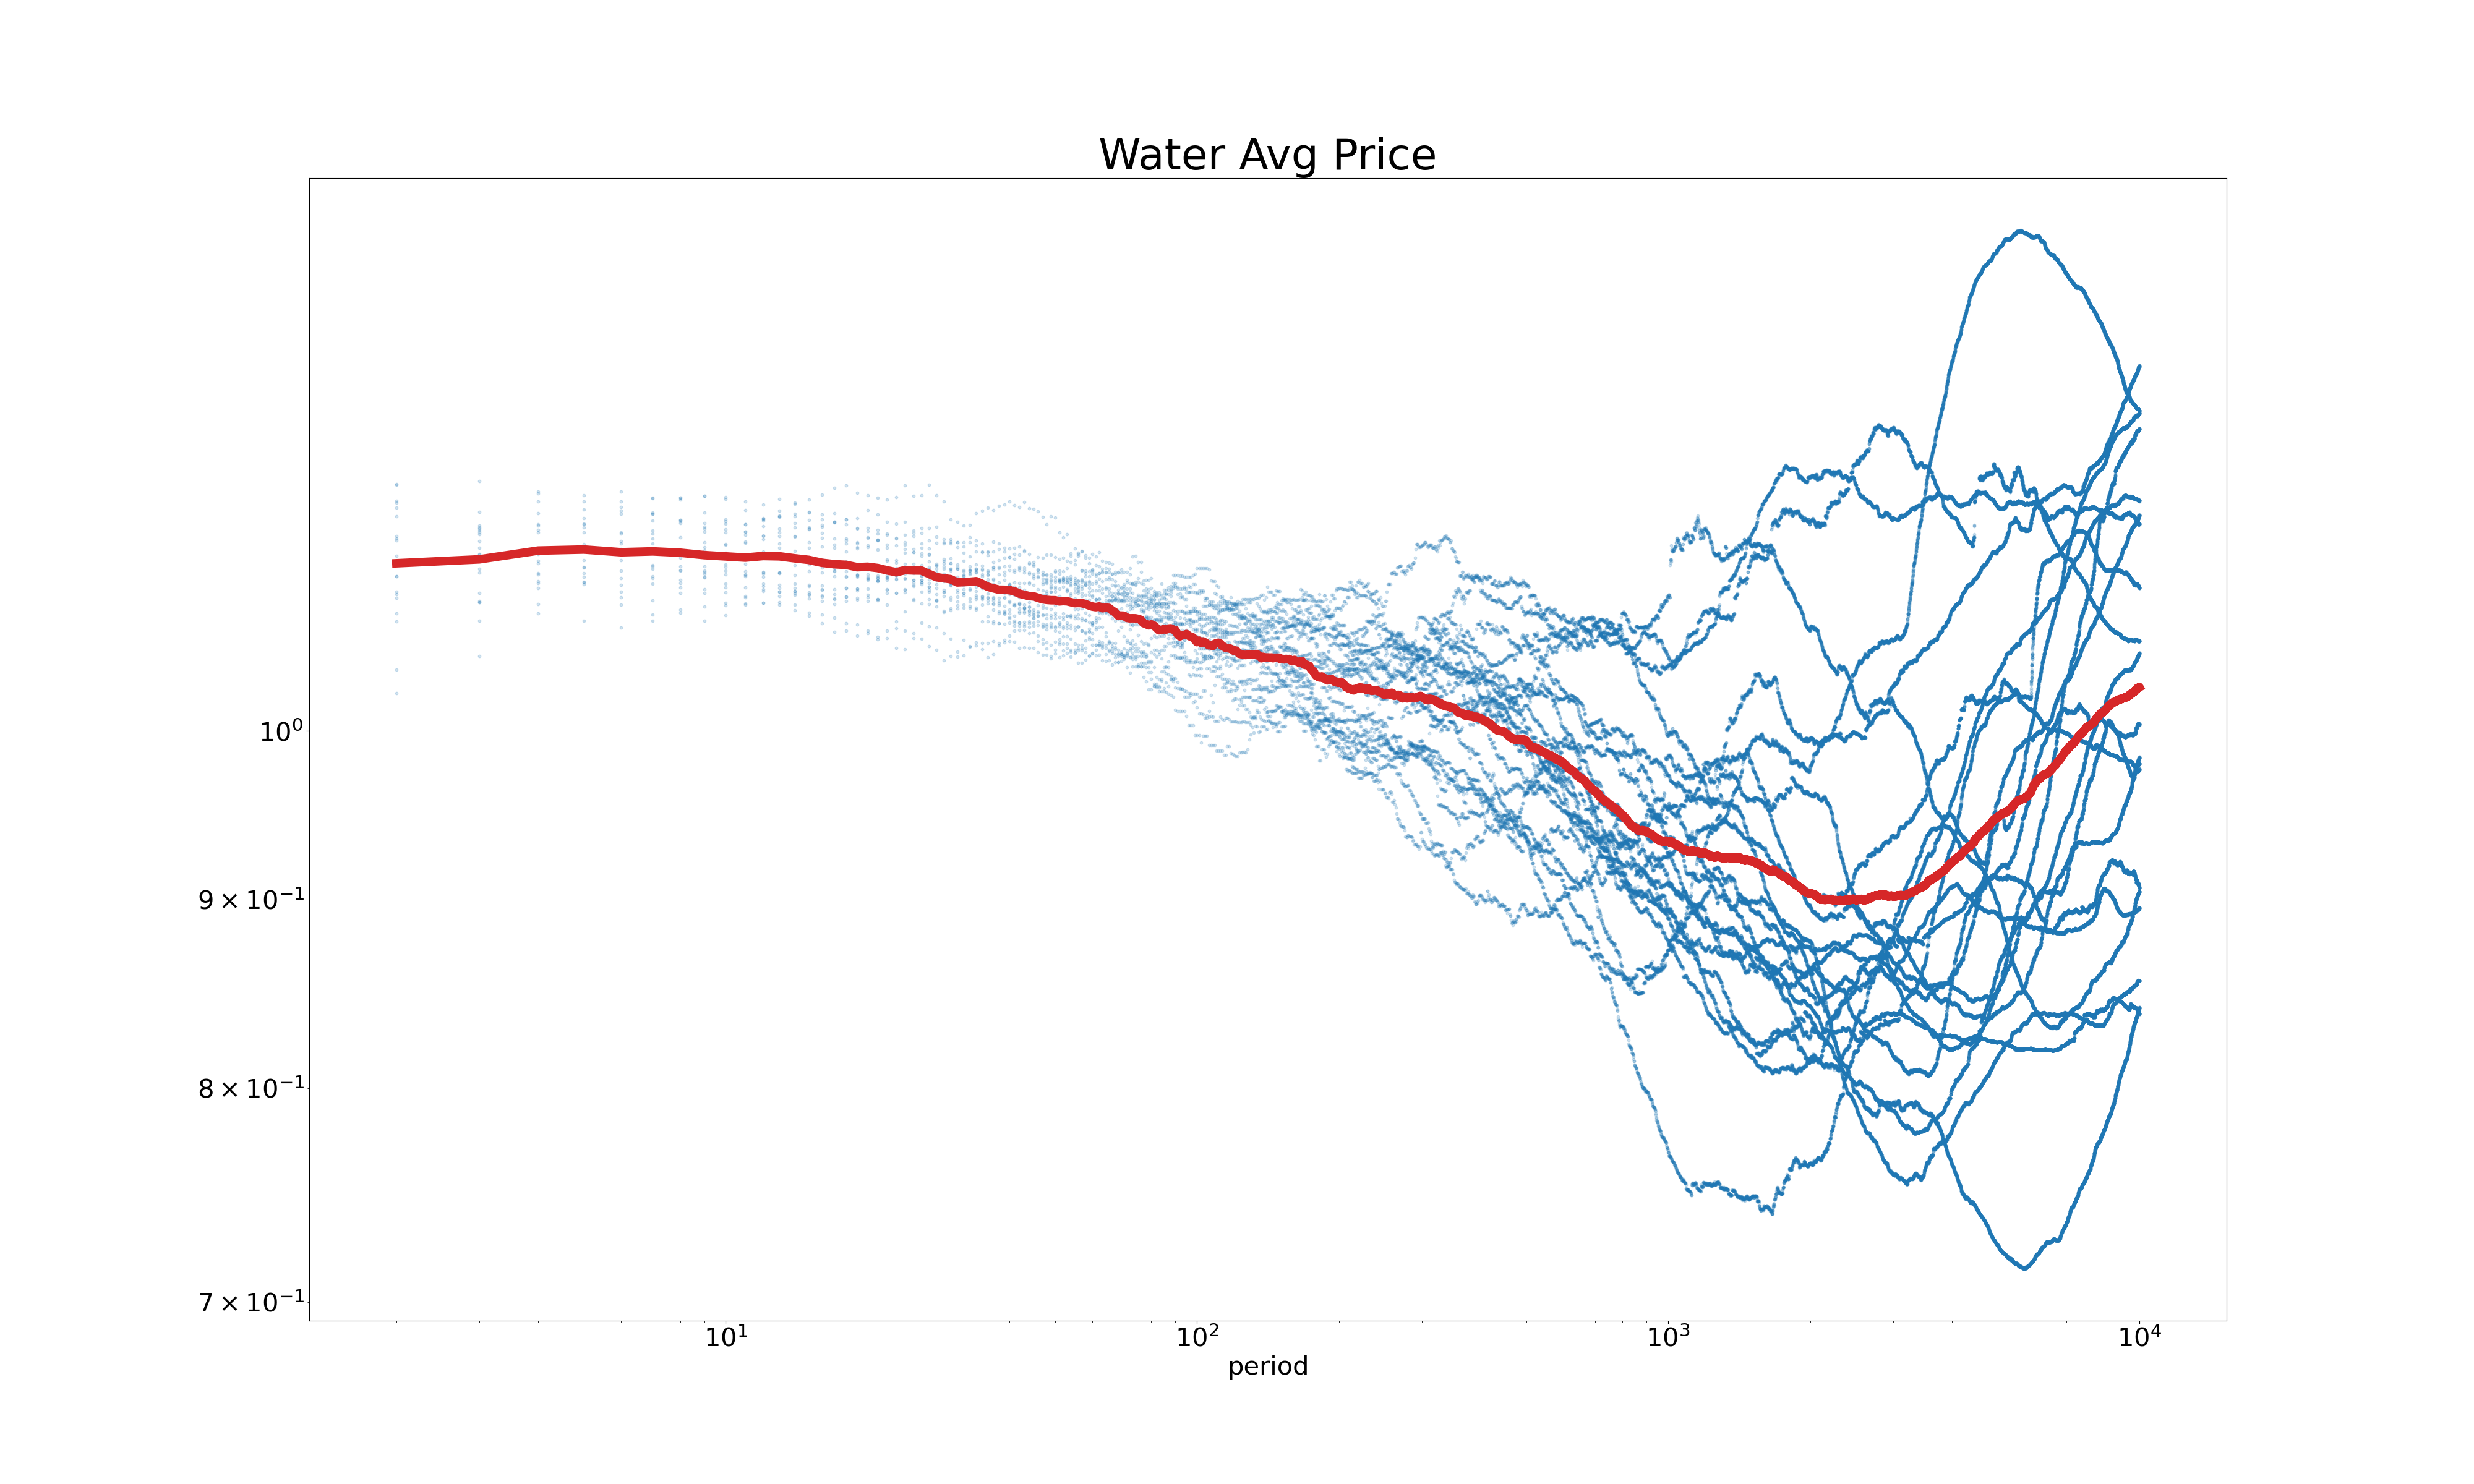 Water Avg Price
10⁰
9 × 10⁻¹
8 × 10⁻¹
7 × 10⁻¹
10¹ 10² 10³ 10⁴
period